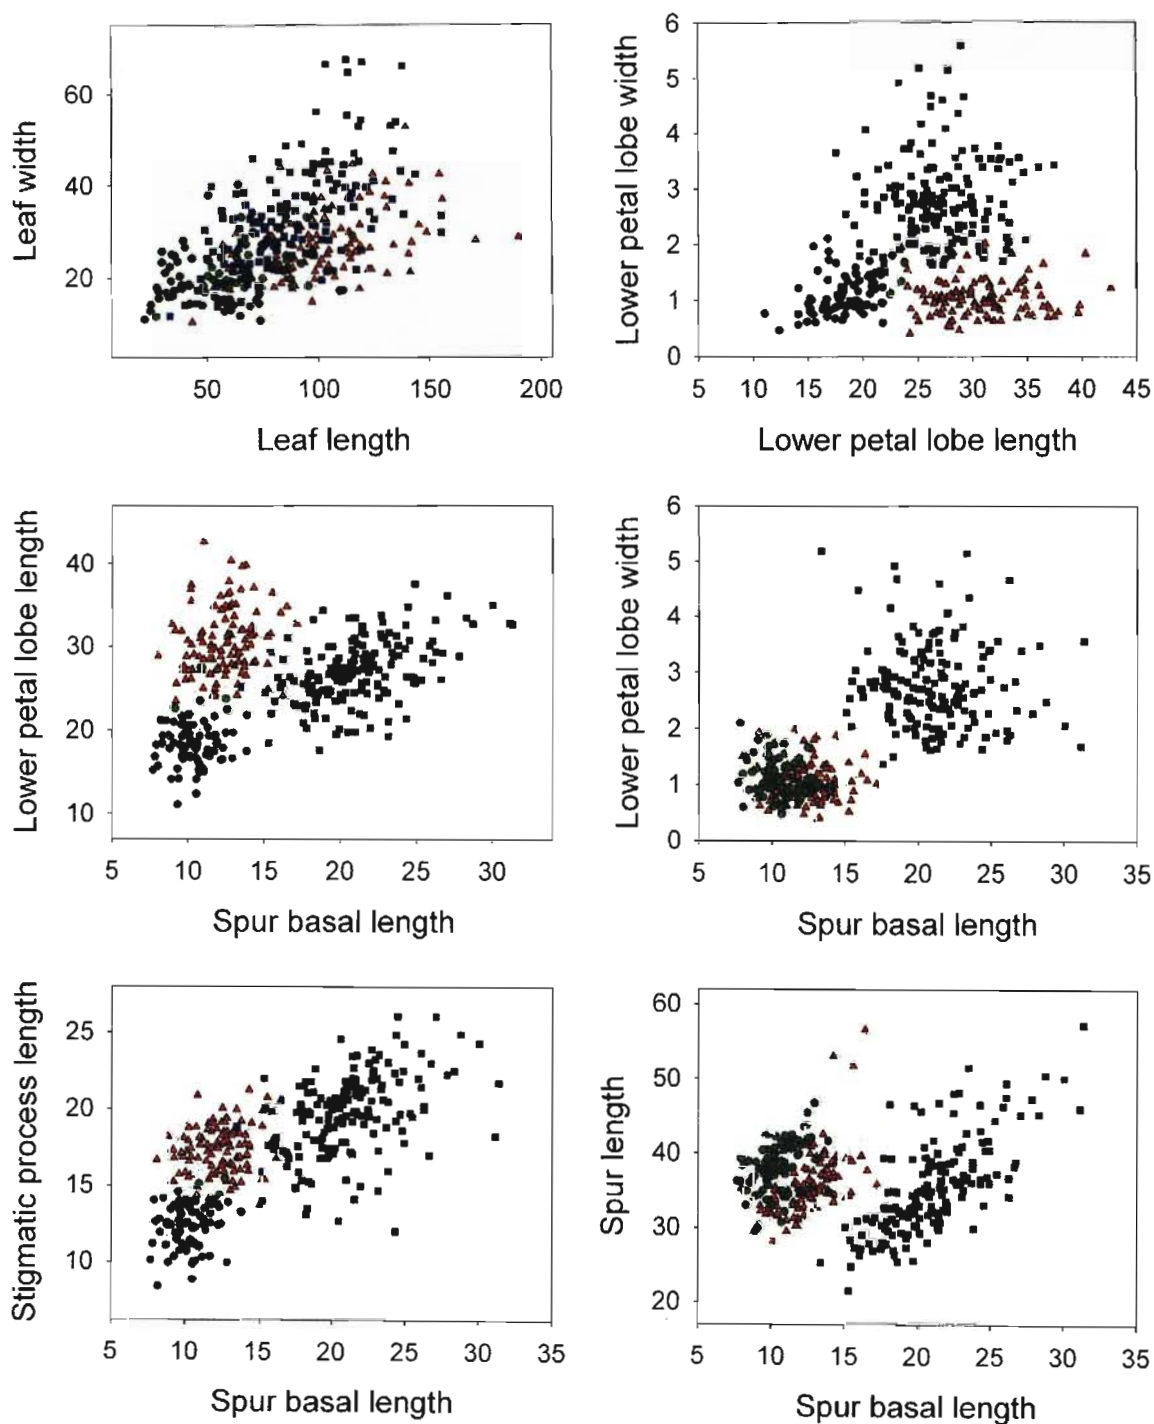 Leaf width
60
40
20
50 100 150 200
Leaf length
Lower petal lobe width
6
5
4
3
2
1
0
5 10 15 20 25 30 35 40 45
Lower petal lobe length
Lower petal lobe length
40
30
20
10
5 10 15 20 25 30
Spur basal length
Lower petal lobe width
6
5
4
3
2
1
0
5 10 15 20 25 30 35
Spur basal length
Stigmatic process length
25
20
15
10
5 10 15 20 25 30 35
Spur basal length
Spur length
60
50
40
30
20
5 10 15 20 25 30 35
Spur basal length